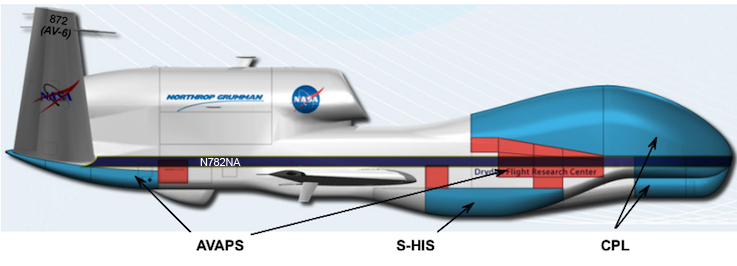 872
(AV-6)
NASA
NORTHROP GRUMMAN
NASA
N782NA
Dryden Flight Research Center
AVAPS
S-HIS
CPL